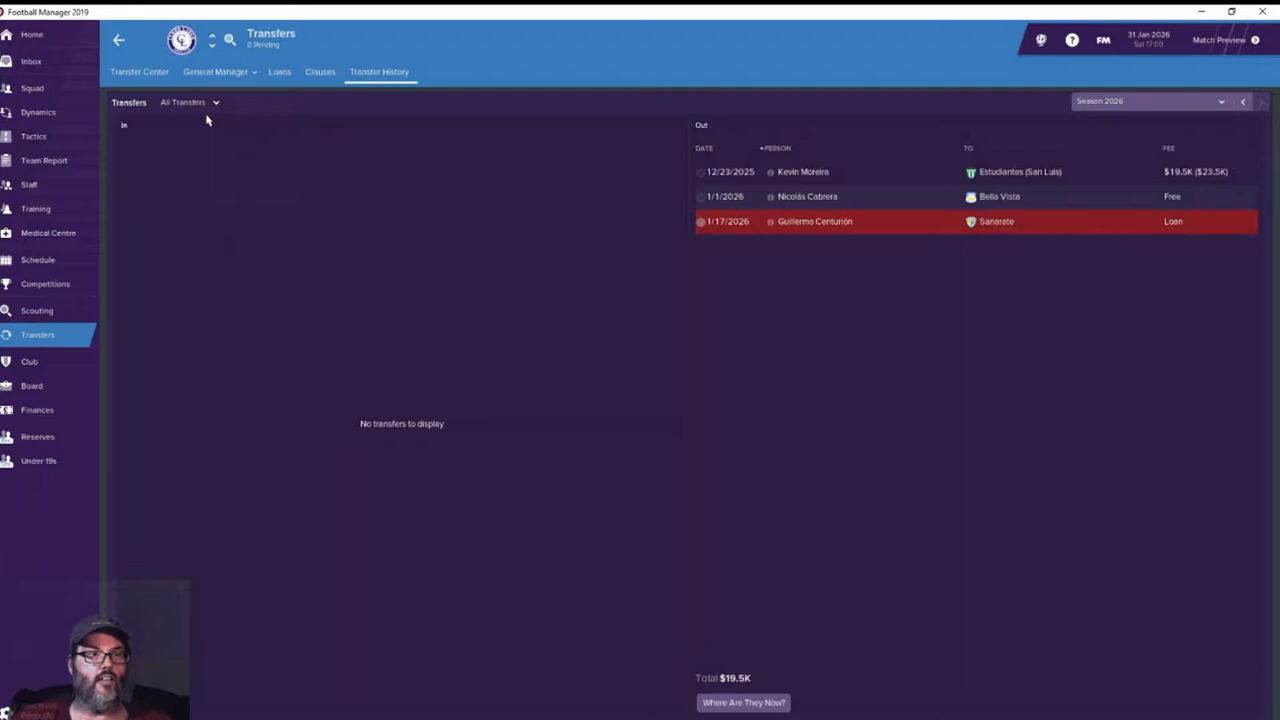 Football Manager 2019
Home
Transfers
0 Pending
31 Jan 2026
Sat 17:00
Match Preview
FM
Inbox
Transfer Center
General Manager
Loans
Clauses
Transfer History
Squad
Transfers
All Transfers
Season 2026
Dynamics
In
Out
Tactics
DATE
PERSON
TO
FEE
Team Report
12/23/2025
Kevin Moreira
Estudiantes (San Luis)
$19.5K ($23.5K)
Staff
1/1/2026
Nicolás Cabrera
Bella Vista
Free
Training
1/17/2026
Guillermo Centurión
Sanarate
Loan
Medical Centre
Schedule
Competitions
Scouting
Transfers
Club
Board
Finances
Reserves
Under 19s
No transfers to display
Total $19.5K
Where Are They Now?